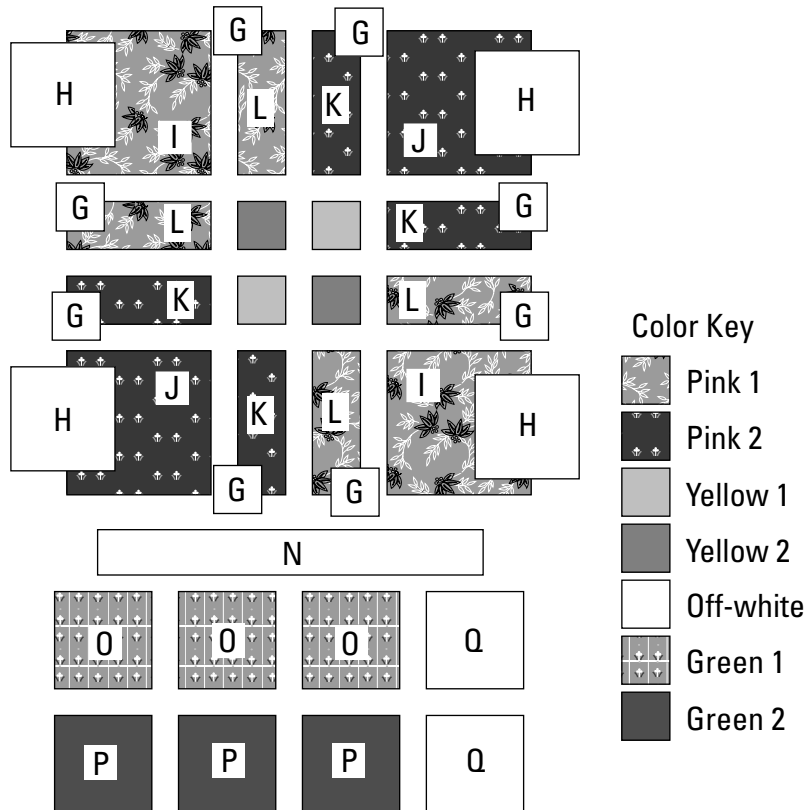 G G
H I L K J H
G L K G
G K L G
H J K L I H
G G
N
O O O Q
P P P Q
Color Key
Pink 1
Pink 2
Yellow 1
Yellow 2
Off-white
Green 1
Green 2